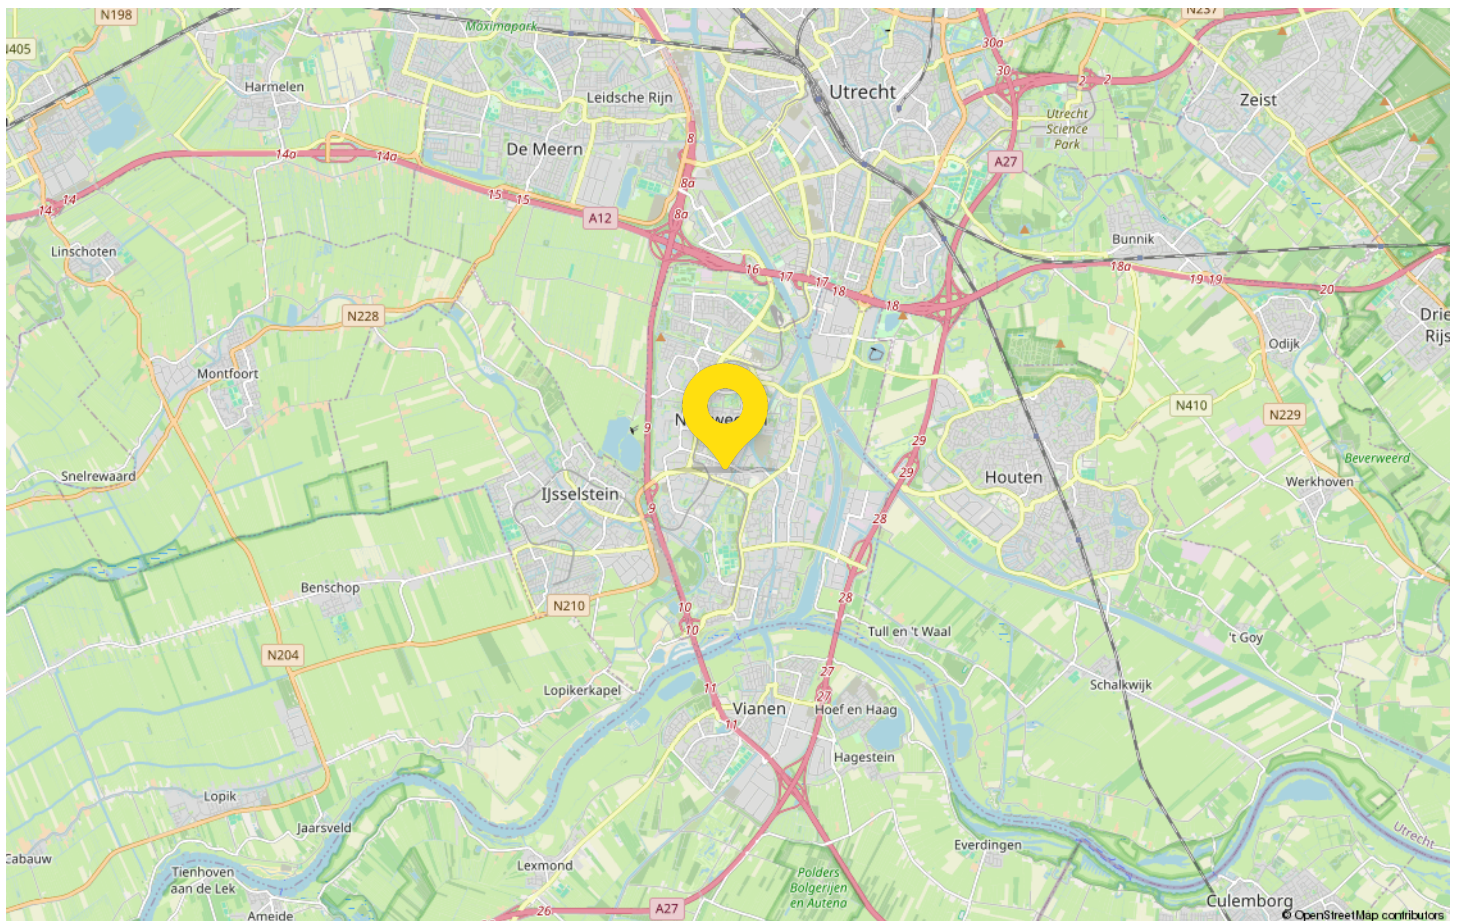 N198
N237
Maximapark
N405
30a
Harmelen
Leidsche Rijn
Utrecht
30
2
2
Zeist
Utrecht
Science
Park
8
De Meern
14a
14a
A27
8a
15
15
14
14
A12
8a
Linschoten
Bunnik
16
17
17
18
18
18a
19
19
20
N228
Drie
Rijs
Odijk
Montfoort
N410
N229
9
29
29
Snelrewaard
IJsselstein
Houten
Beverweerd
Werkhoven
9
28
Benschop
28
N210
10
10
Tull en 't Waal
't Goy
N204
27
27
Lopikerkapel
11
11
Vianen
Hoef en Haag
Schalkwijk
Hagestein
Lopik
Jaarsveld
Utrecht
Cabauw
Everdingen
Lexmond
Tienhoven
aan de Lek
Polders
Bolgerijen
en Autena
Culemborg
26
A27
Ameide
© OpenStreetMap contributors